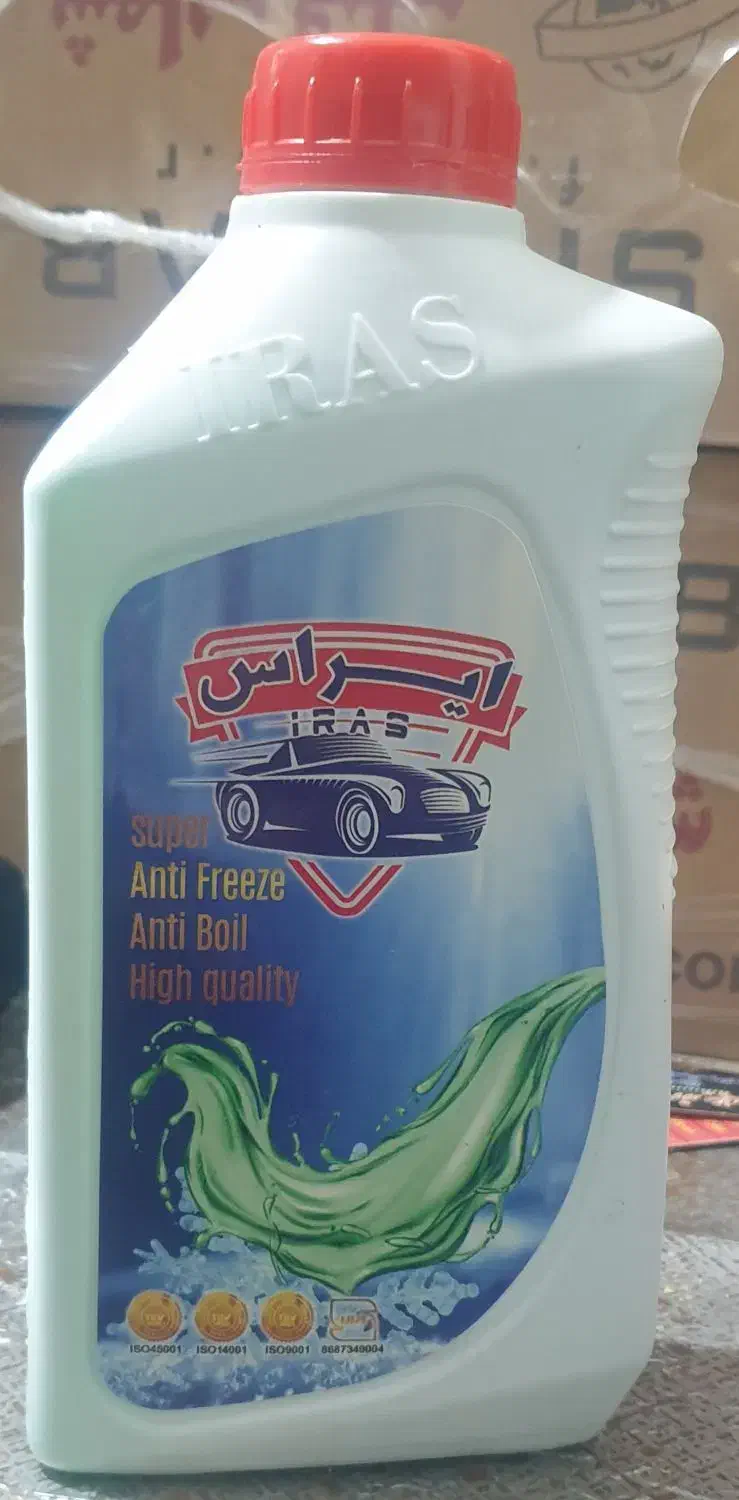 IRAS
ایراس
IRAS
super
Anti Freeze
Anti Boil
High quality
ISO45001 ISO14001 ISO9001 8687349004